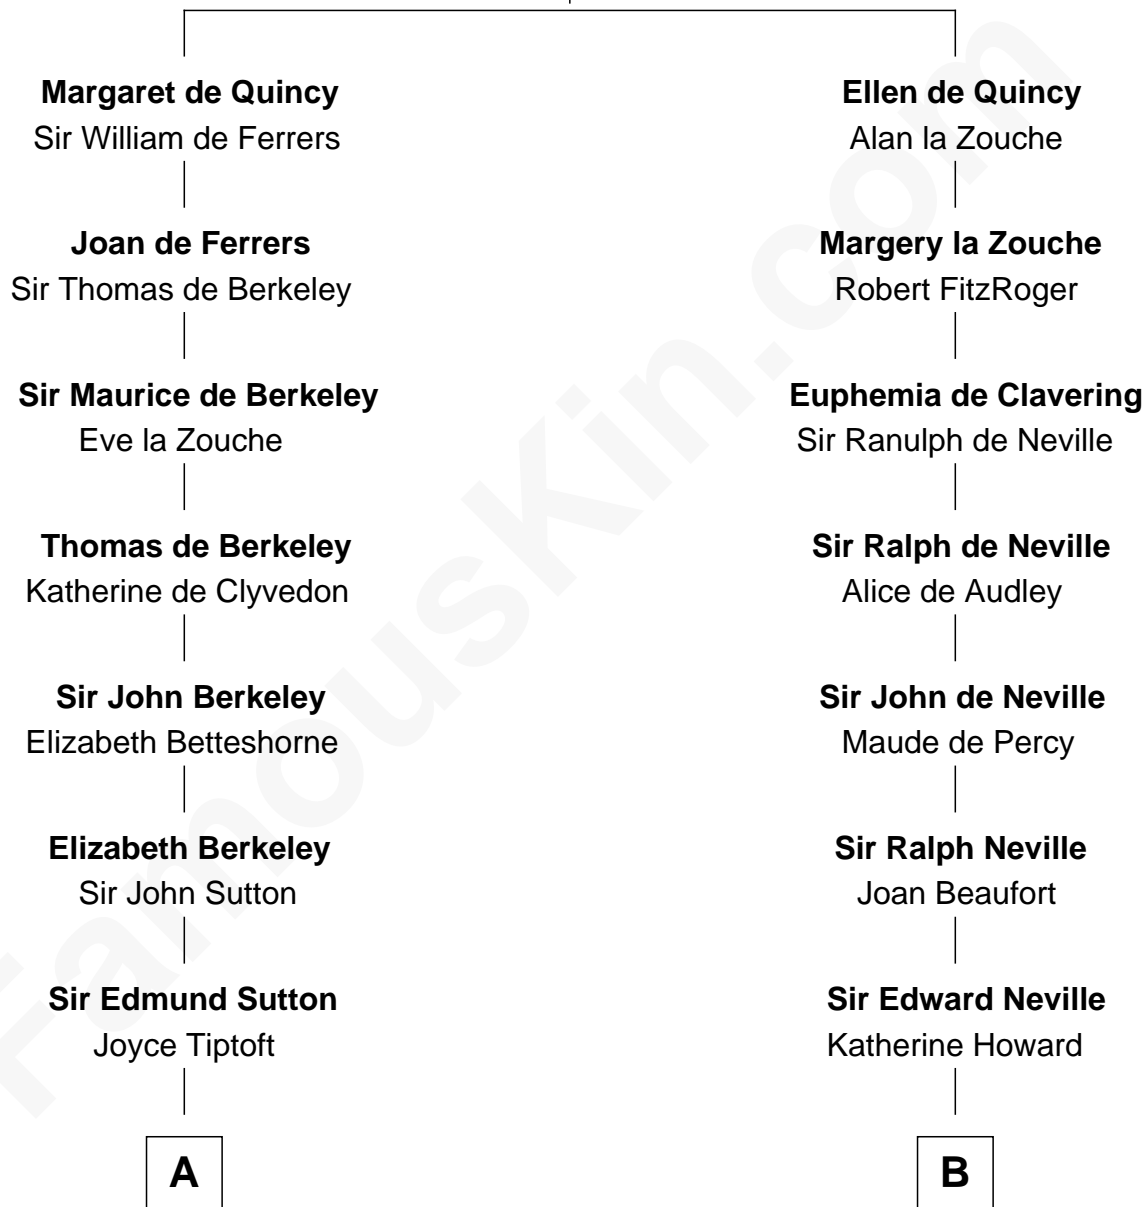 Margaret de Quincy
Sir William de Ferrers
Ellen de Quincy
Alan la Zouche
Joan de Ferrers
Sir Thomas de Berkeley
Margery la Zouche
Robert FitzRoger
Sir Maurice de Berkeley
Eve la Zouche
Euphemia de Clavering
Sir Ranulph de Neville
Thomas de Berkeley
Katherine de Clyvedon
Sir Ralph de Neville
Alice de Audley
Sir John Berkeley
Elizabeth Betteshorne
Sir John de Neville
Maude de Percy
Elizabeth Berkeley
Sir John Sutton
Sir Ralph Neville
Joan Beaufort
Sir Edmund Sutton
Joyce Tiptoft
Sir Edward Neville
Katherine Howard
A
B
FamousKin.com